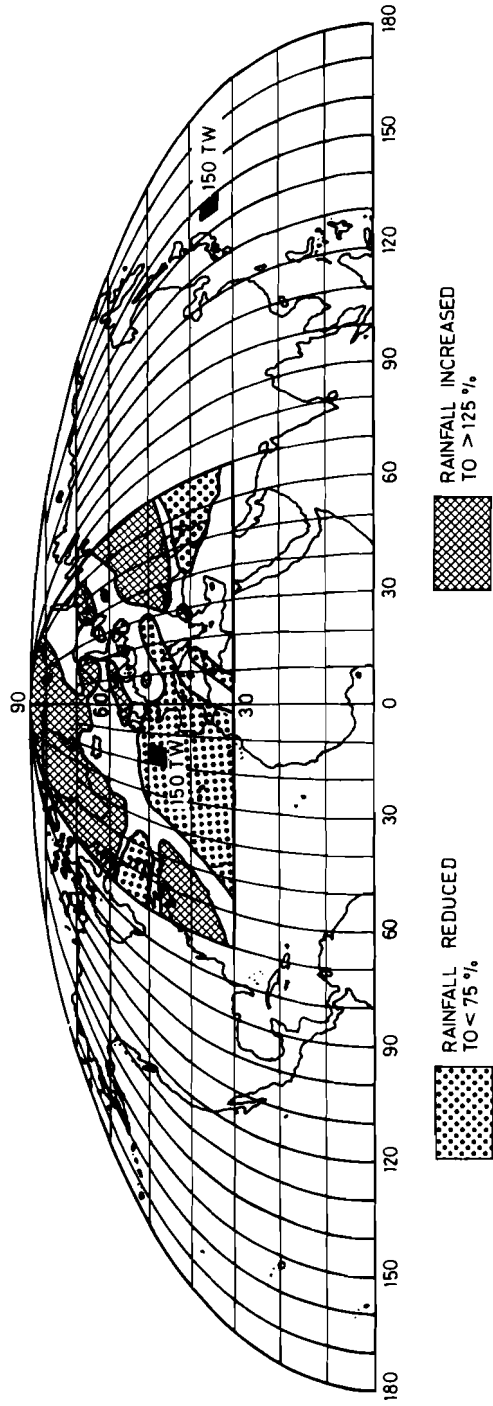 90
150 TW
60
150 TW
30
180 150 120 90 60 30 0 30 60 90 120 150 180
RAINFALL REDUCED
TO < 75 %
RAINFALL INCREASED
TO > 125 %